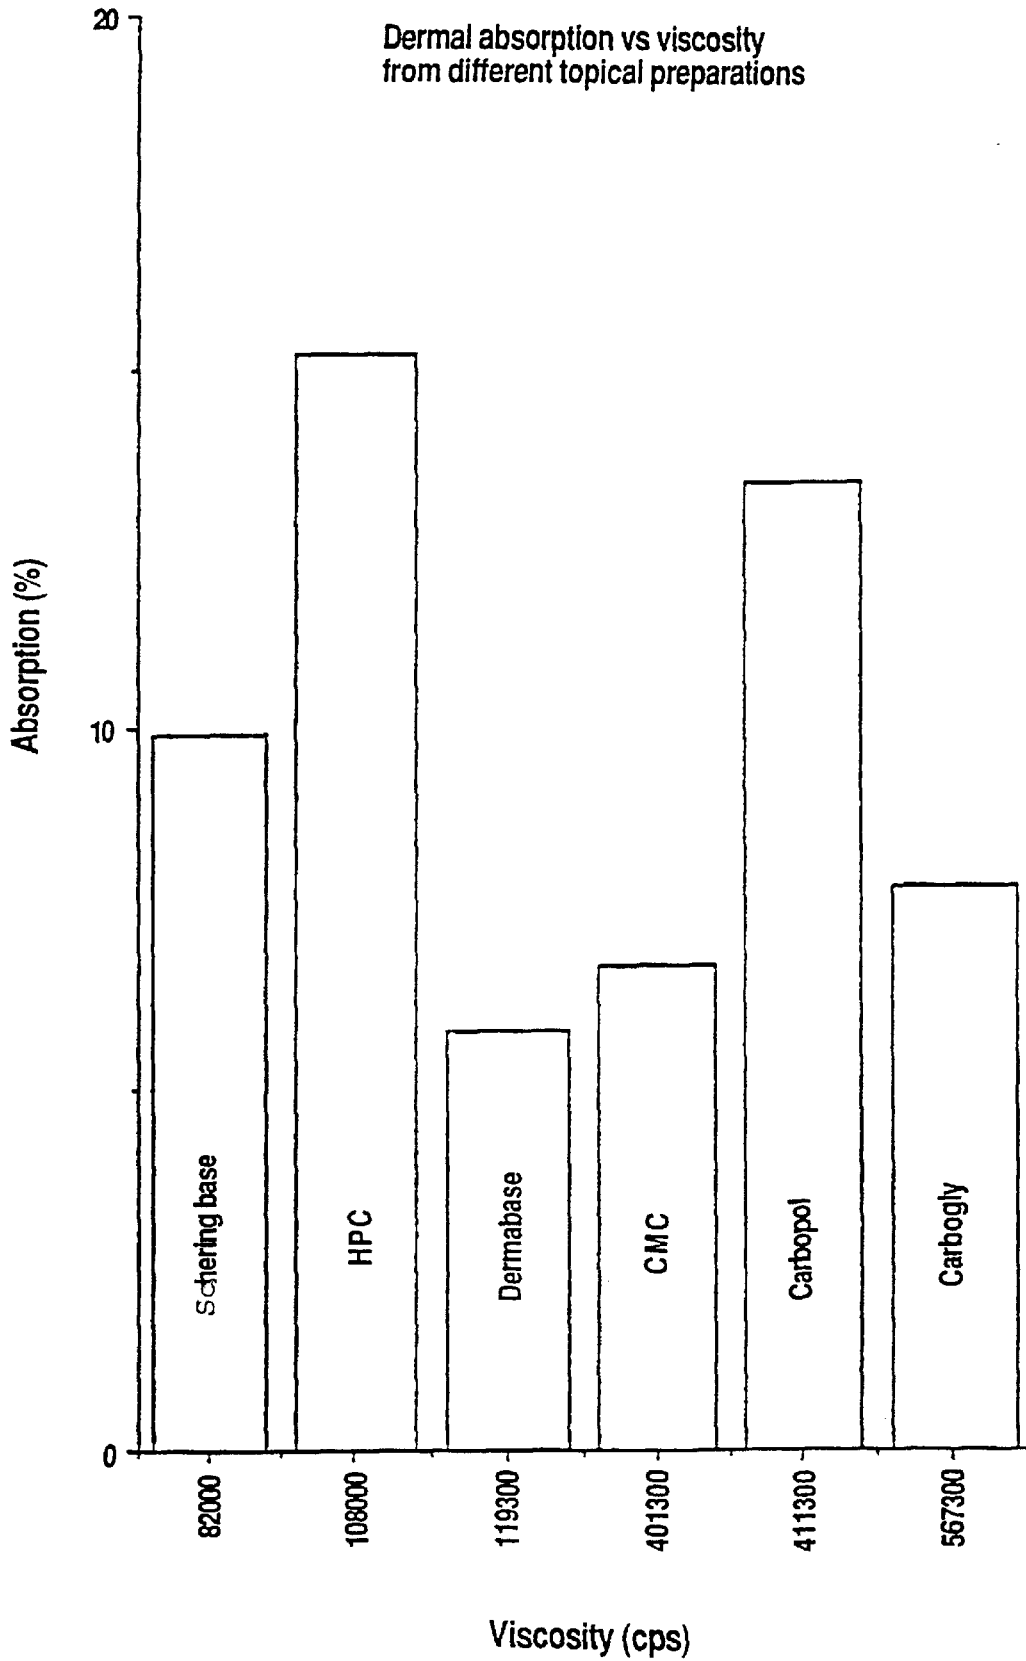 Dermal absorption vs viscosity
from different topical preparations
20
10
0
Absorption (%)
Schering base
HPC
Dermabase
CMC
Carbopol
Carbogly
82000
108000
119300
401300
411300
567300
Viscosity (cps)